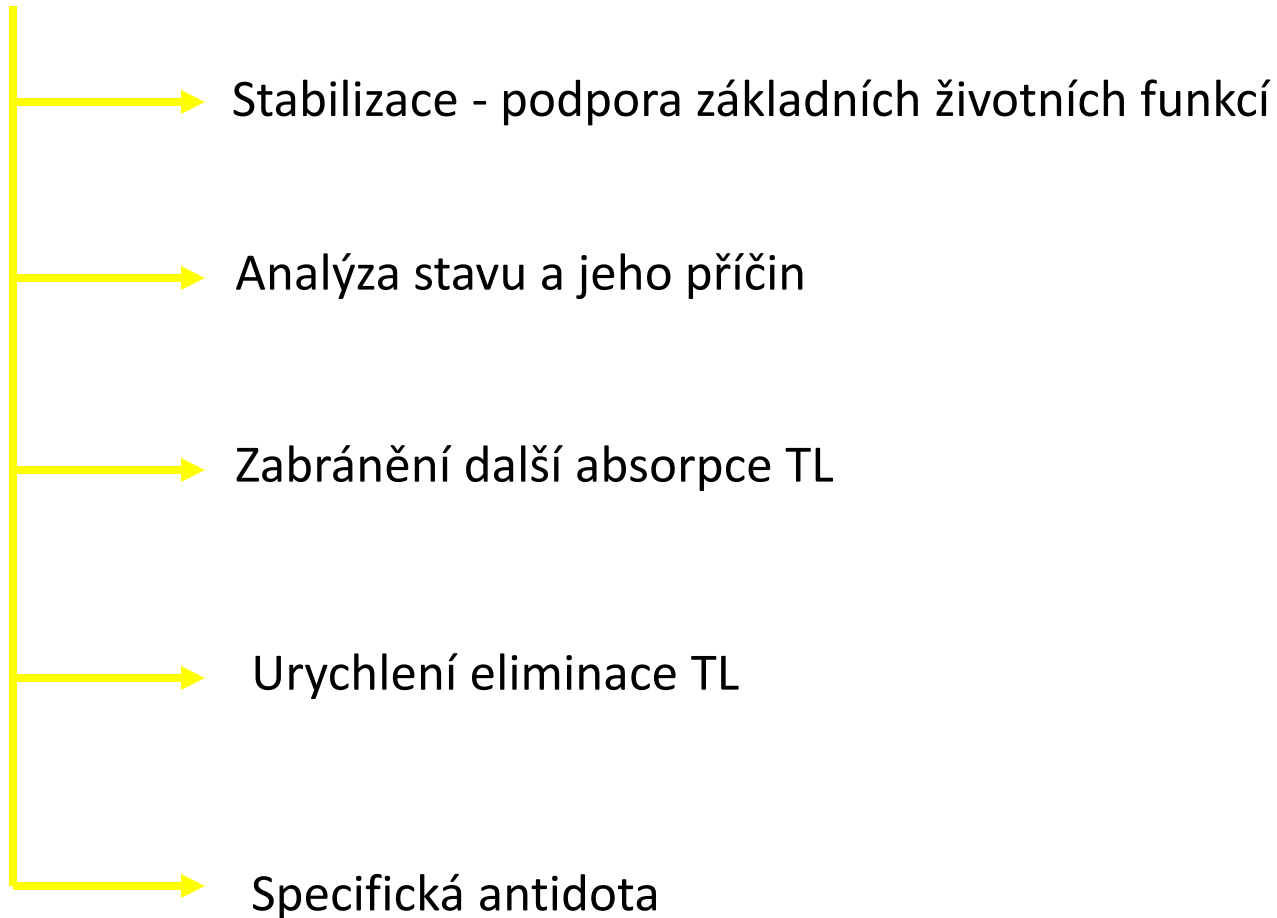 Stabilizace - podpora základních životních funkcí
Analýza stavu a jeho příčin
Zabránění další absorpce TL
Urychlení eliminace TL
Specifická antidota